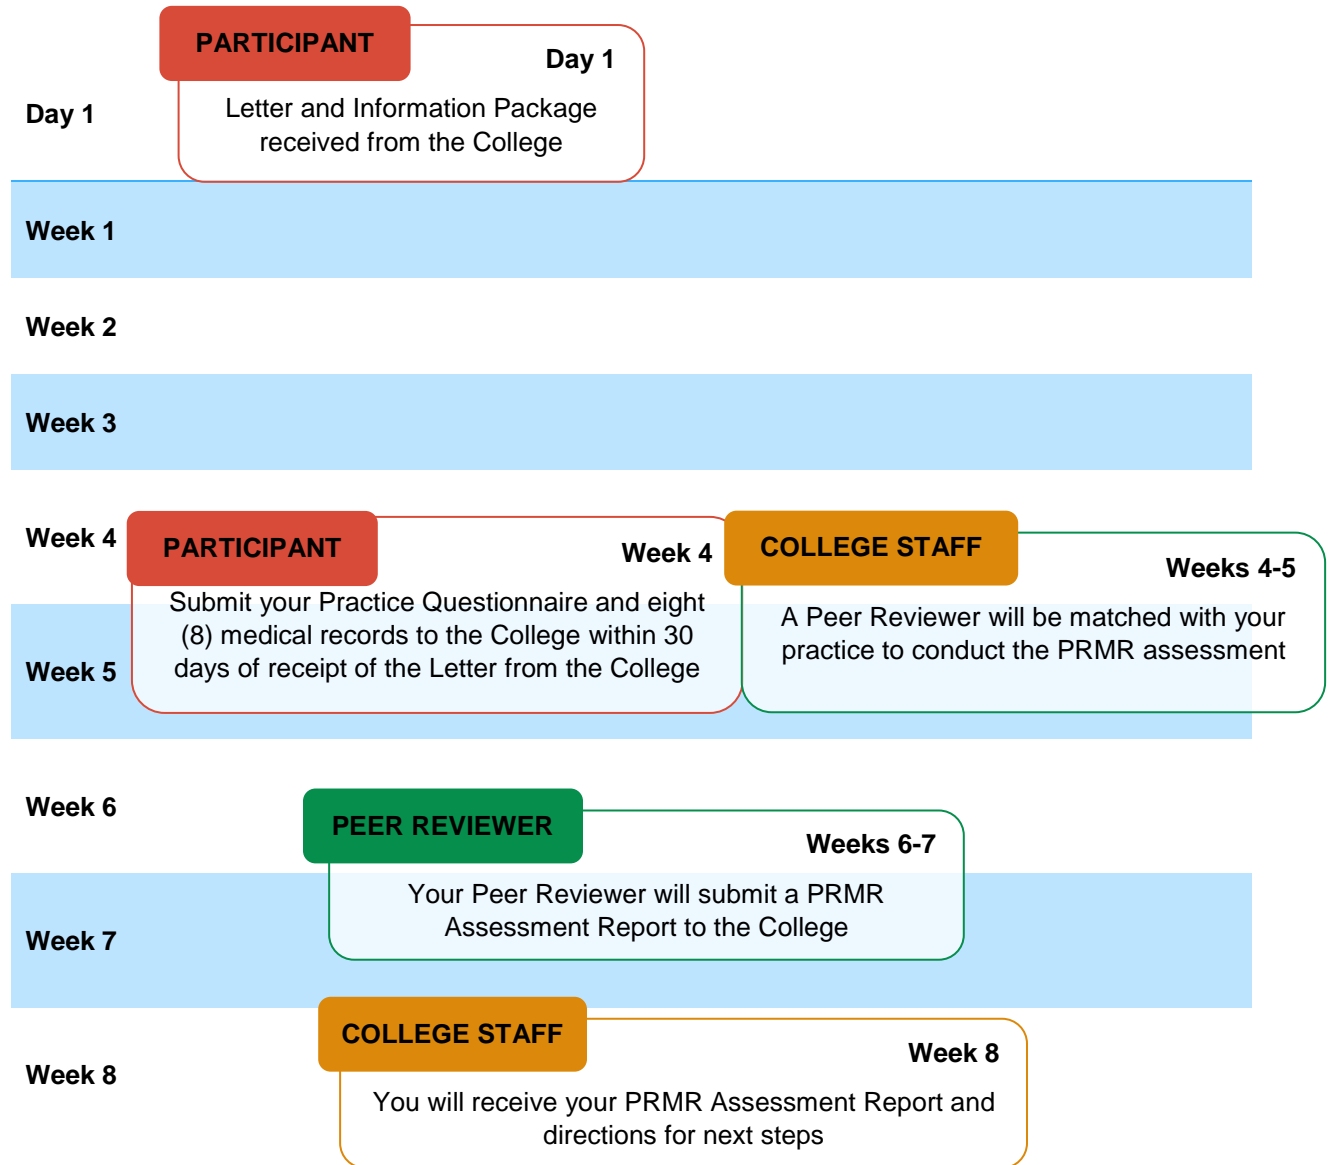 PARTICIPANT
Day 1
Day 1
Letter and Information Package
received from the College
Week 1
Week 2
Week 3
Week 4
PARTICIPANT
Week 4
Submit your Practice Questionnaire and eight
(8) medical records to the College within 30
days of receipt of the Letter from the College
COLLEGE STAFF
Weeks 4-5
A Peer Reviewer will be matched with your
practice to conduct the PRMR assessment
Week 5
Week 6
PEER REVIEWER
Weeks 6-7
Your Peer Reviewer will submit a PRMR
Assessment Report to the College
Week 7
COLLEGE STAFF
Week 8
Week 8
You will receive your PRMR Assessment Report and
directions for next steps